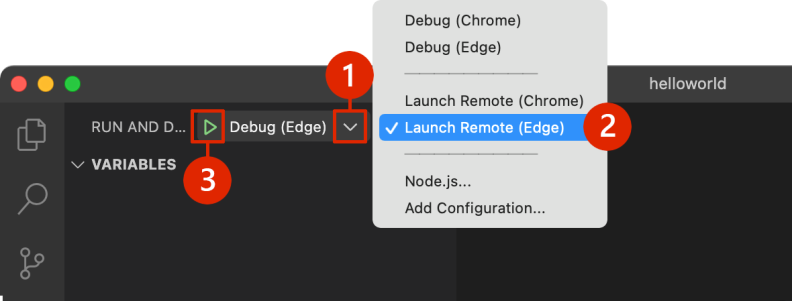 Debug (Chrome)
Debug (Edge)
Launch Remote (Chrome)
Launch Remote (Edge)
Node.js...
Add Configuration...
helloworld
RUN AND D...
Debug (Edge)
VARIABLES
1
2
3